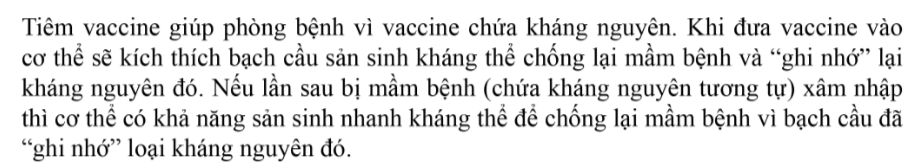 Tiêm vaccine giúp phòng bệnh vì vaccine chứa kháng nguyên. Khi đưa vaccine vào
cơ thể sẽ kích thích bạch cầu sản sinh kháng thể chống lại mầm bệnh và “ghi nhớ” lại
kháng nguyên đó. Nếu lần sau bị mầm bệnh (chứa kháng nguyên tương tự) xâm nhập
thì cơ thể có khả năng sản sinh nhanh kháng thể để chống lại mầm bệnh vì bạch cầu đã
“ghi nhớ” loại kháng nguyên đó.